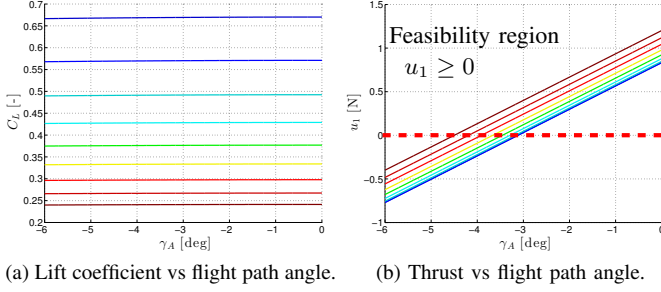 0.65
0.6
0.55
0.5
0.45
0.4
0.35
0.3
0.25
0.2
C_L [-]
−6 −5 −4 −3 −2 −1 0
γ_A [deg]
(a) Lift coefficient vs flight path angle.
1.5
1
0.5
0
−0.5
−1
u_1 [N]
Feasibility region
u_1 ≥ 0
−6 −5 −4 −3 −2 −1 0
γ_A [deg]
(b) Thrust vs flight path angle.